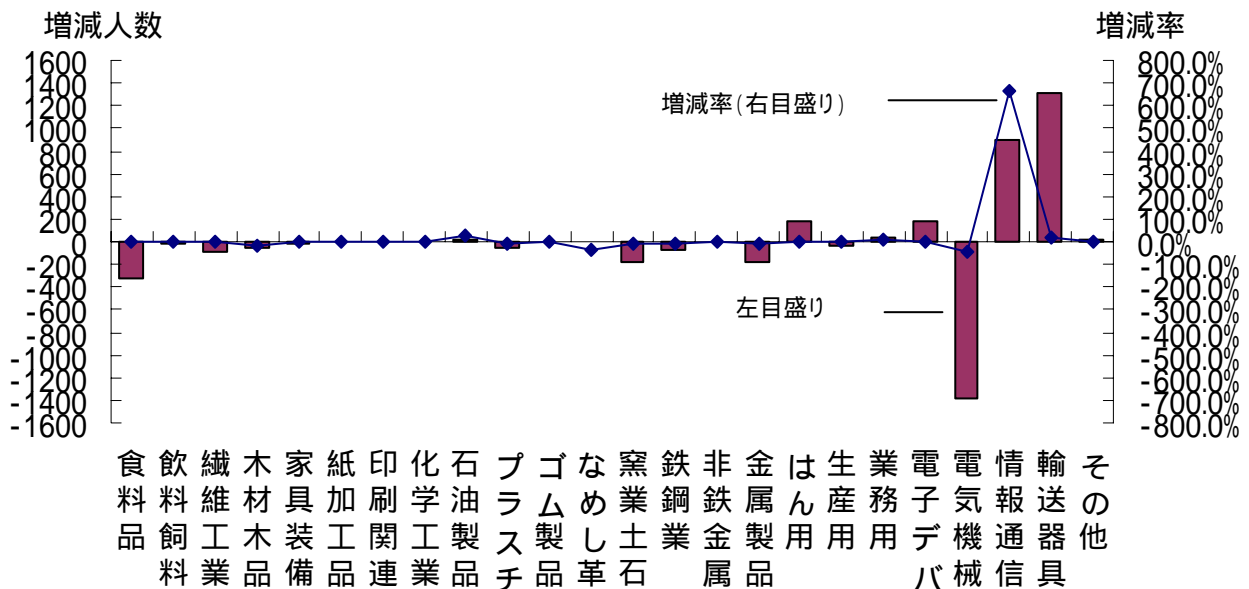 増減人数
増減率
1600
1400
1200
1000
800
600
400
200
0
-200
-400
-600
-800
-1000
-1200
-1400
-1600
800.0%
700.0%
600.0%
500.0%
400.0%
300.0%
200.0%
100.0%
0.0%
-100.0%
-200.0%
-300.0%
-400.0%
-500.0%
-600.0%
-700.0%
-800.0%
増減率(右目盛り)
左目盛り
食料品
飲料飼料
繊維工業
木材木品
家具装備
紙加工品
印刷関連
化学工業
石油製品
プラスチ
ゴム製品
なめし革
窯業土石
鉄鋼業
非鉄金属
金属製品
はん用
生産用
業務用
電子デバ
電気機械
情報通信
輸送器具
その他